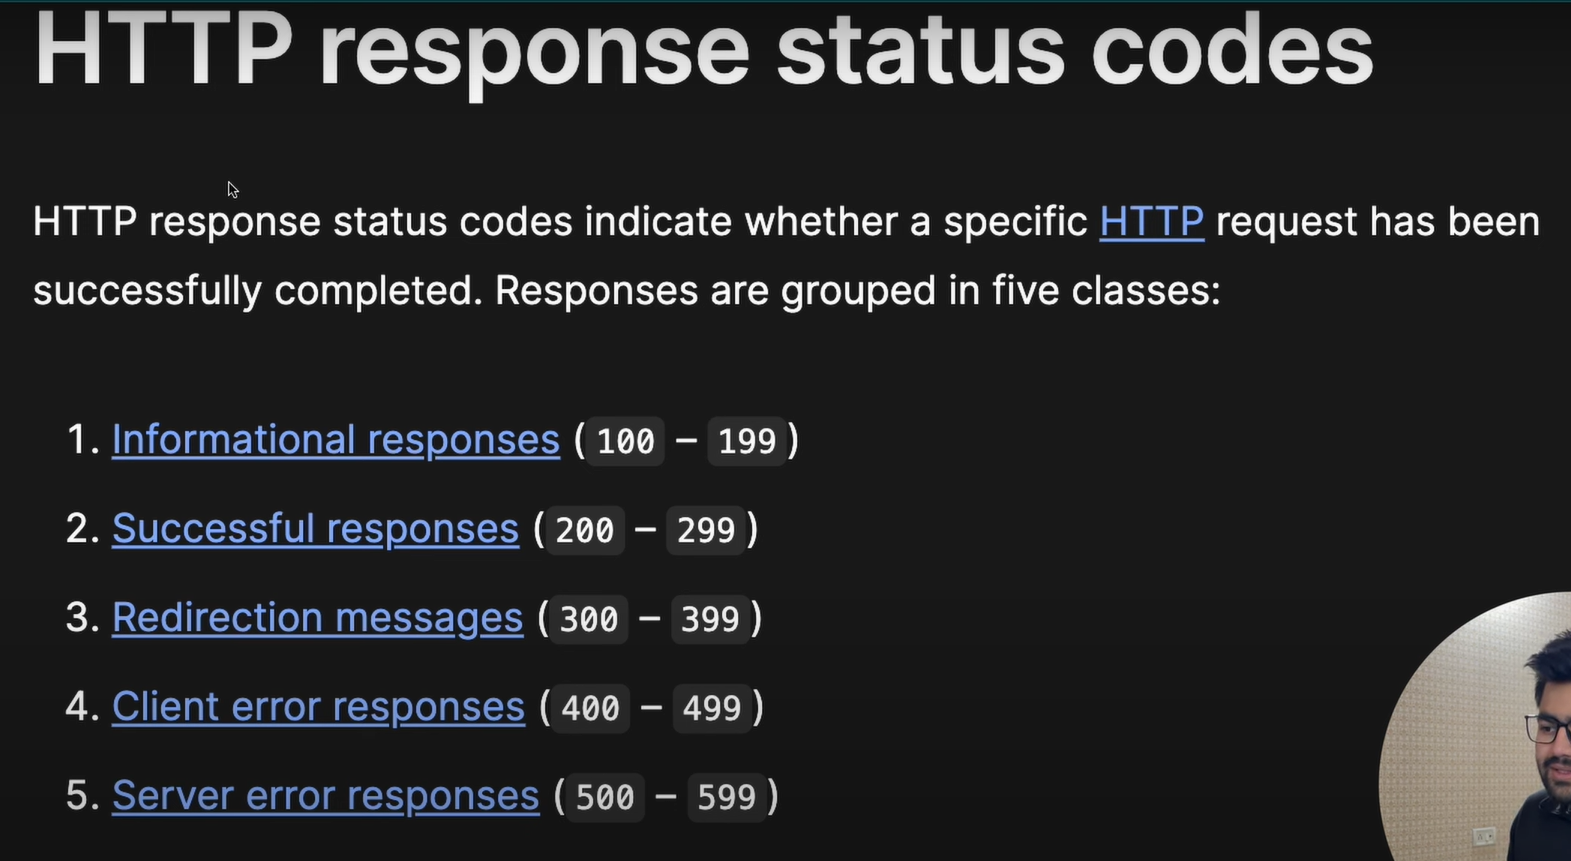 HTTP response status codes
HTTP response status codes indicate whether a specific HTTP request has been
successfully completed. Responses are grouped in five classes:
1. Informational responses (100 – 199)
2. Successful responses (200 – 299)
3. Redirection messages (300 – 399)
4. Client error responses (400 – 499)
5. Server error responses (500 – 599)